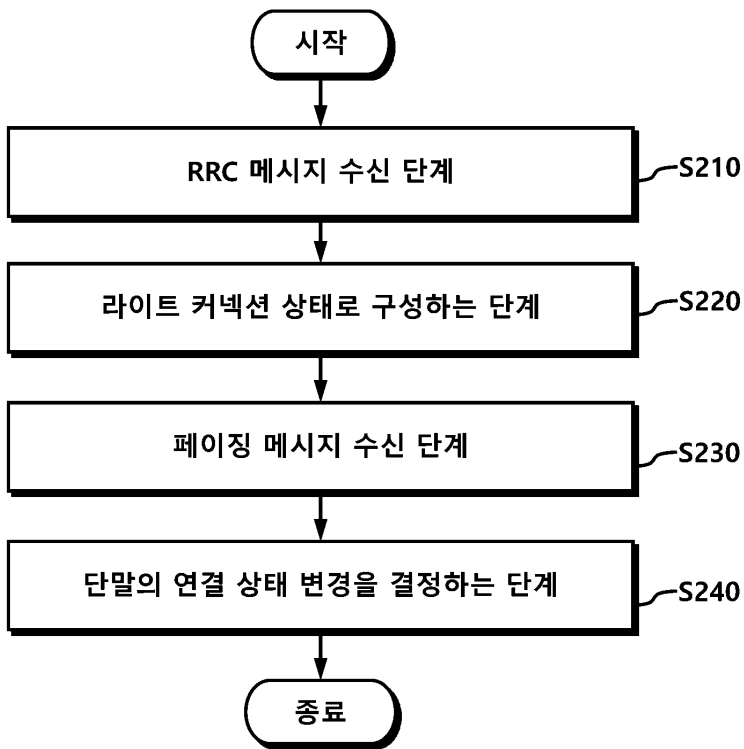 시작
RRC 메시지 수신 단계
S210
라이트 커넥션 상태로 구성하는 단계
S220
페이징 메시지 수신 단계
S230
단말의 연결 상태 변경을 결정하는 단계
S240
종료